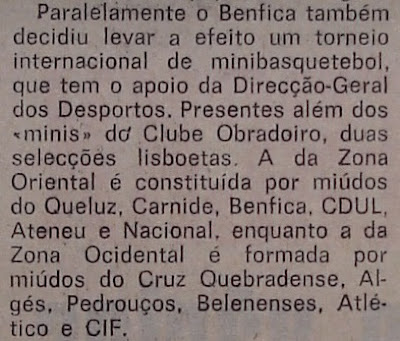 Paralelamente o Benfica também
decidiu levar a efeito um torneio
internacional de minibasquetebol,
que tem o apoio da Direcção-Geral
dos Desportos. Presentes além dos
«minis» do Clube Obradoiro, duas
selecções lisboetas. A da Zona
Oriental é constituída por miúdos
do Queluz, Carnide, Benfica, CDUL,
Ateneu e Nacional, enquanto a da
Zona Ocidental é formada por
miúdos do Cruz Quebradense, Al-
gés, Pedrouços, Belenenses, Atlé-
tico e CIF.